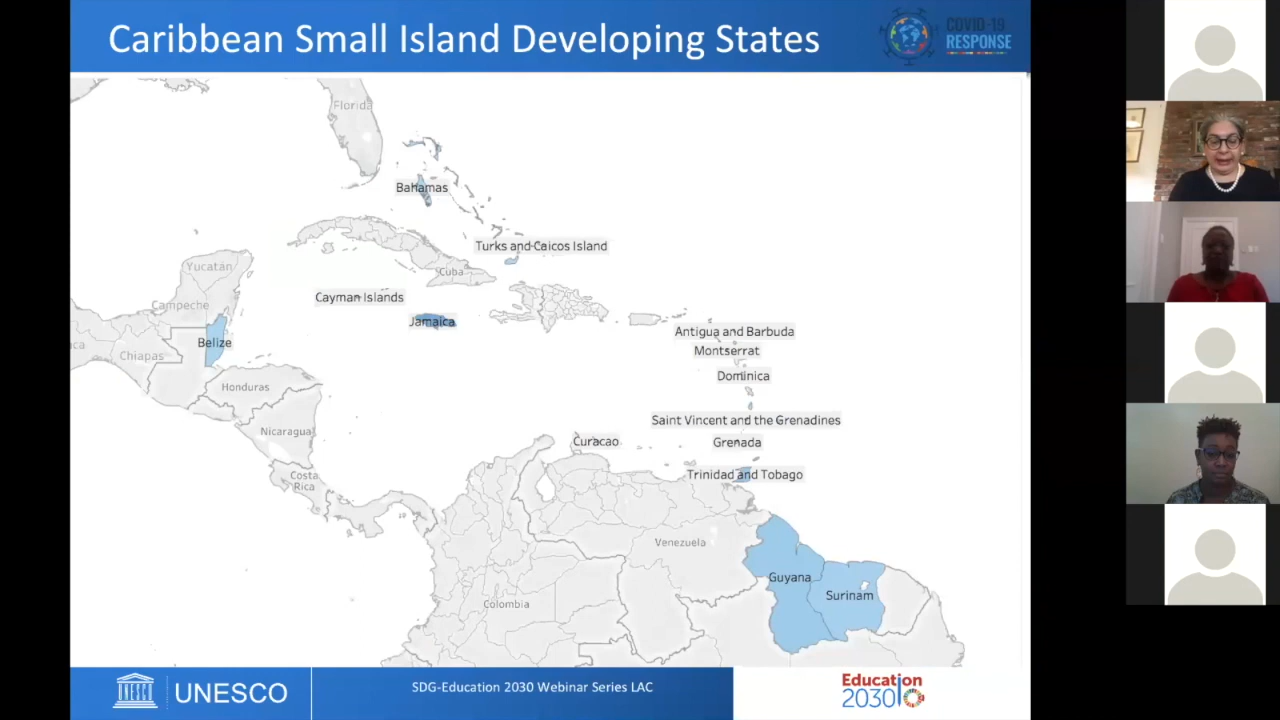 Caribbean Small Island Developing States
COVID-19
RESPONSE
Florida
Bahamas
Turks and Caicos Island
Yucatán
Cuba
Campeche
Cayman Islands
Jamaica
Antigua and Barbuda
Belize
Montserrat
Chiapas
Dominica
Honduras
Saint Vincent and the Grenadines
Nicaragua
Curacao
Grenada
Costa
Rica
Trinidad and Tobago
Venezuela
Guyana
Surinam
Colombia
UNESCO
SDG-Education 2030 Webinar Series LAC
Education
2030